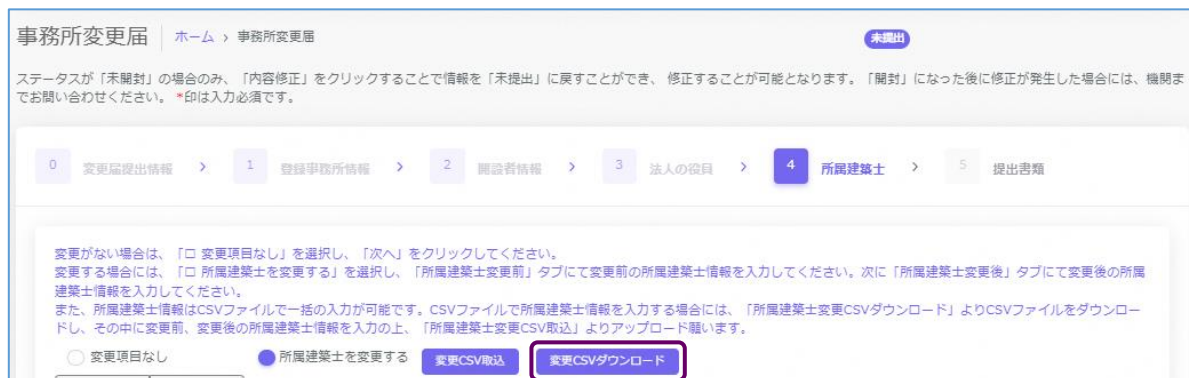 事務所変更届 ホーム › 事務所変更届 未提出
ステータスが「未開封」の場合のみ、「内容修正」をクリックすることで情報を「未提出」に戻すことができ、 修正することが可能となります。「開封」になった後に修正が発生した場合には、機関ま
でお問い合わせください。 *印は入力必須です。
0 変更届提出情報 › 1 登録事務所情報 › 2 開設者情報 › 3 法人の役員 › 4 所属建築士 › 5 提出書類
変更がない場合は、「□ 変更項目なし」を選択し、「次へ」をクリックしてください。
変更する場合には、「□ 所属建築士を変更する」を選択し、「所属建築士変更前」タブにて変更前の所属建築士情報を入力してください。次に「所属建築士変更後」タブにて変更後の所属
建築士情報を入力してください。
また、所属建築士情報はCSVファイルで一括の入力が可能です。CSVファイルで所属建築士情報を入力する場合には、「所属建築士変更CSVダウンロード」よりCSVファイルをダウンロー
ドし、その中に変更前、変更後の所属建築士情報を入力の上、「所属建築士変更CSV取込」よりアップロード願います。
変更項目なし 所属建築士を変更する 変更CSV取込 変更CSVダウンロード